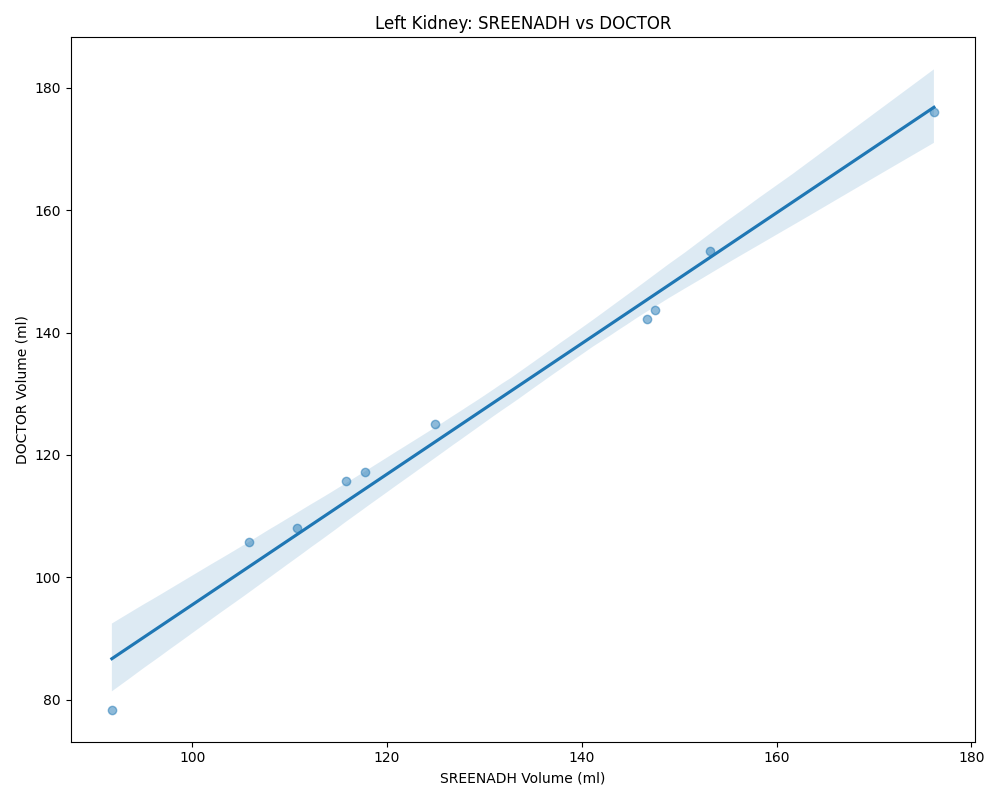 Left Kidney: SREENADH vs DOCTOR
DOCTOR Volume (ml)
180
160
140
120
100
80
100 120 140 160 180
SREENADH Volume (ml)